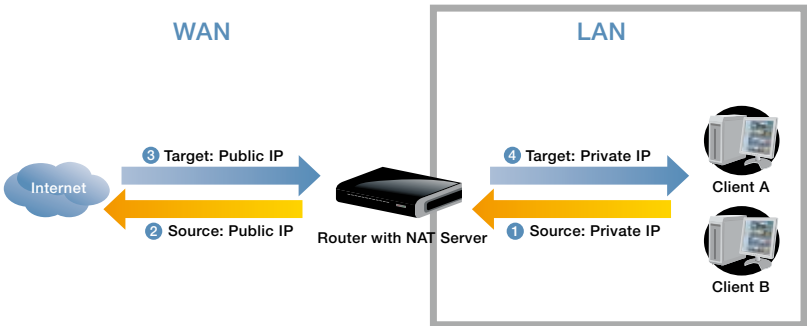 WAN
LAN
3 Target: Public IP
4 Target: Private IP
Internet
Client A
2 Source: Public IP
Router with NAT Server
1 Source: Private IP
Client B